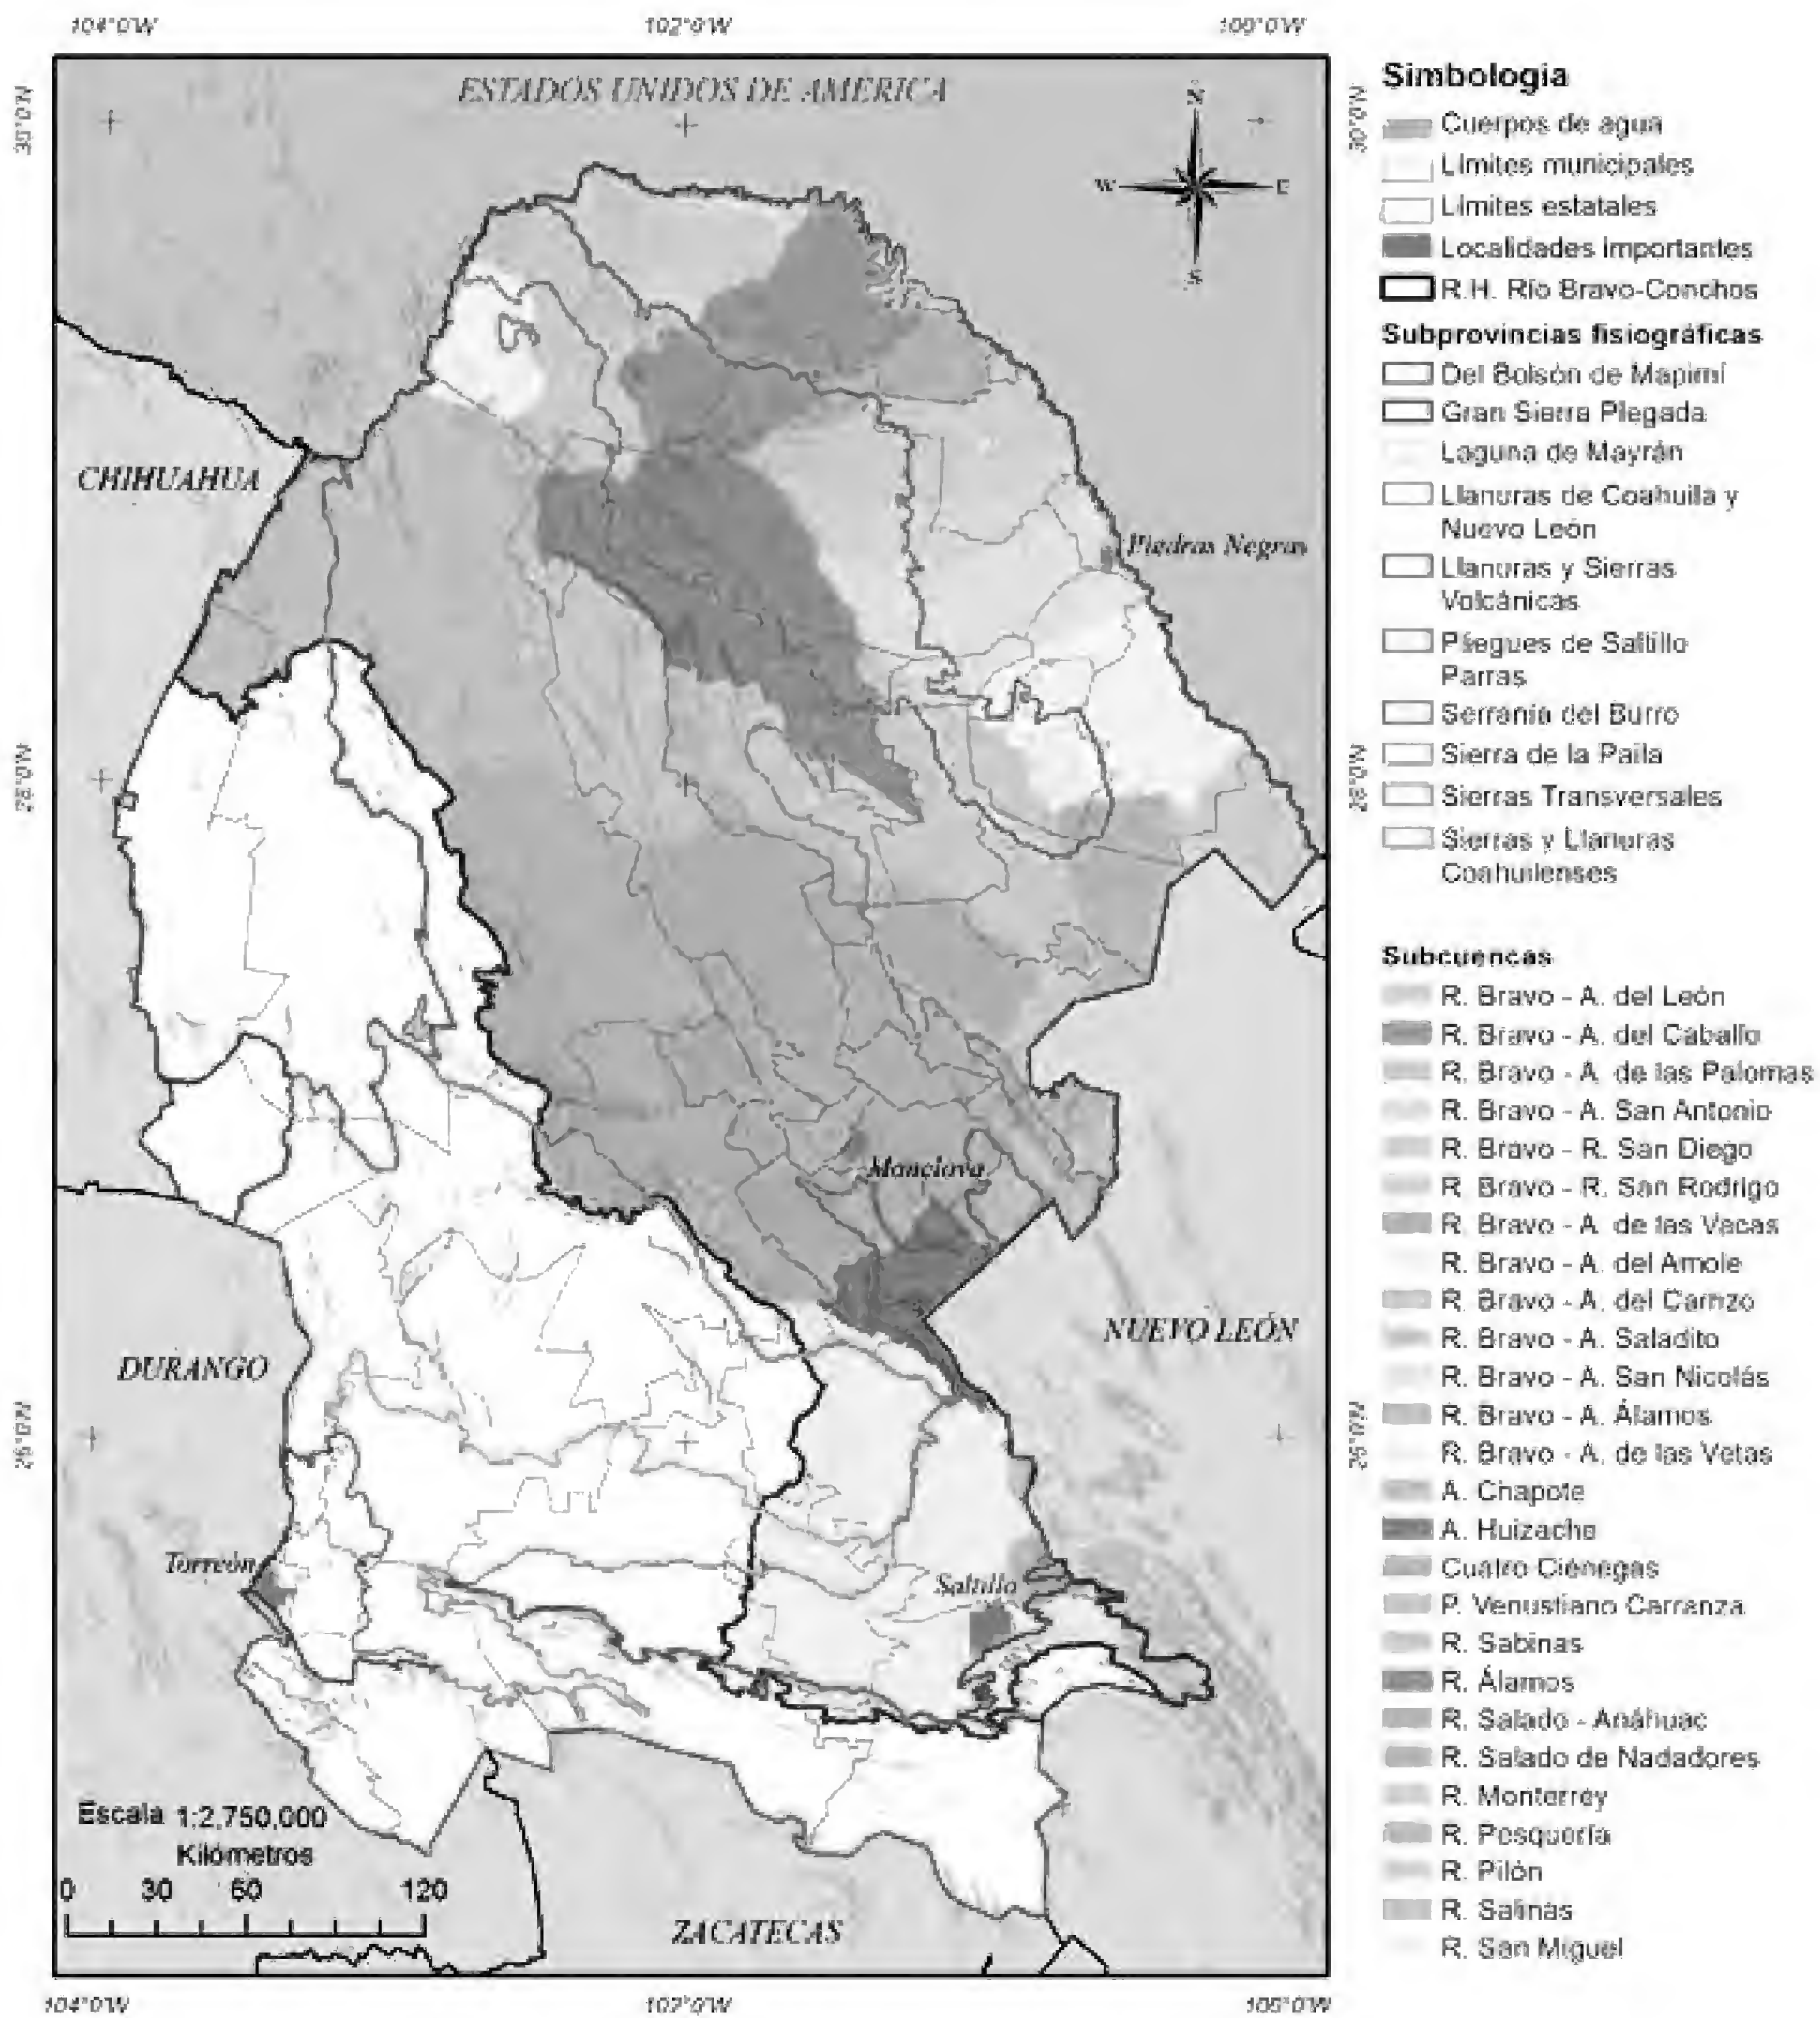 104°0'W 102°0'W 100°0'W
30°0'N
30°0'N
ESTADOS UNIDOS DE AMERICA
N
W E
S
CHIHUAHUA
Piedras Negras
28°0'W
28°0'W
Monclova
NUEVO LEÓN
DURANGO
26°0'N
Torreón
Saltillo
Escala 1:2,750,000
Kilómetros
0 30 60 120
ZACATECAS
104°0'W 102°0'W 100°0'W
Simbología
Cuerpos de agua
Límites municipales
Límites estatales
Localidades importantes
R.H. Río Bravo-Conchos
Subprovincias fisiográficas
Del Bolsón de Mapimí
Gran Sierra Plegada
Laguna de Mayrán
Llanuras de Coahuila y
Nuevo León
Llanuras y Sierras
Volcánicas
Pliegues de Saltillo
Parras
Serranía del Burro
Sierra de la Paila
Sierras Transversales
Sierras y Llanuras
Coahuilenses
Subcuencas
R. Bravo - A. del León
R. Bravo - A. del Caballo
R. Bravo - A. de las Palomas
R. Bravo - A. San Antonio
R. Bravo - R. San Diego
R. Bravo - R. San Rodrigo
R. Bravo - A. de las Vacas
R. Bravo - A. del Amole
R. Bravo - A. del Carrizo
R. Bravo - A. Saladito
R. Bravo - A. San Nicolás
R. Bravo - A. Álamos
R. Bravo - A. de las Vetas
A. Chapote
A. Huizache
Cuatro Ciénegas
P. Venustiano Carranza
R. Sabinas
R. Álamos
R. Salado - Anáhuac
R. Salado de Nadadores
R. Monterrey
R. Pesquería
R. Pilón
R. Salinas
R. San Miguel